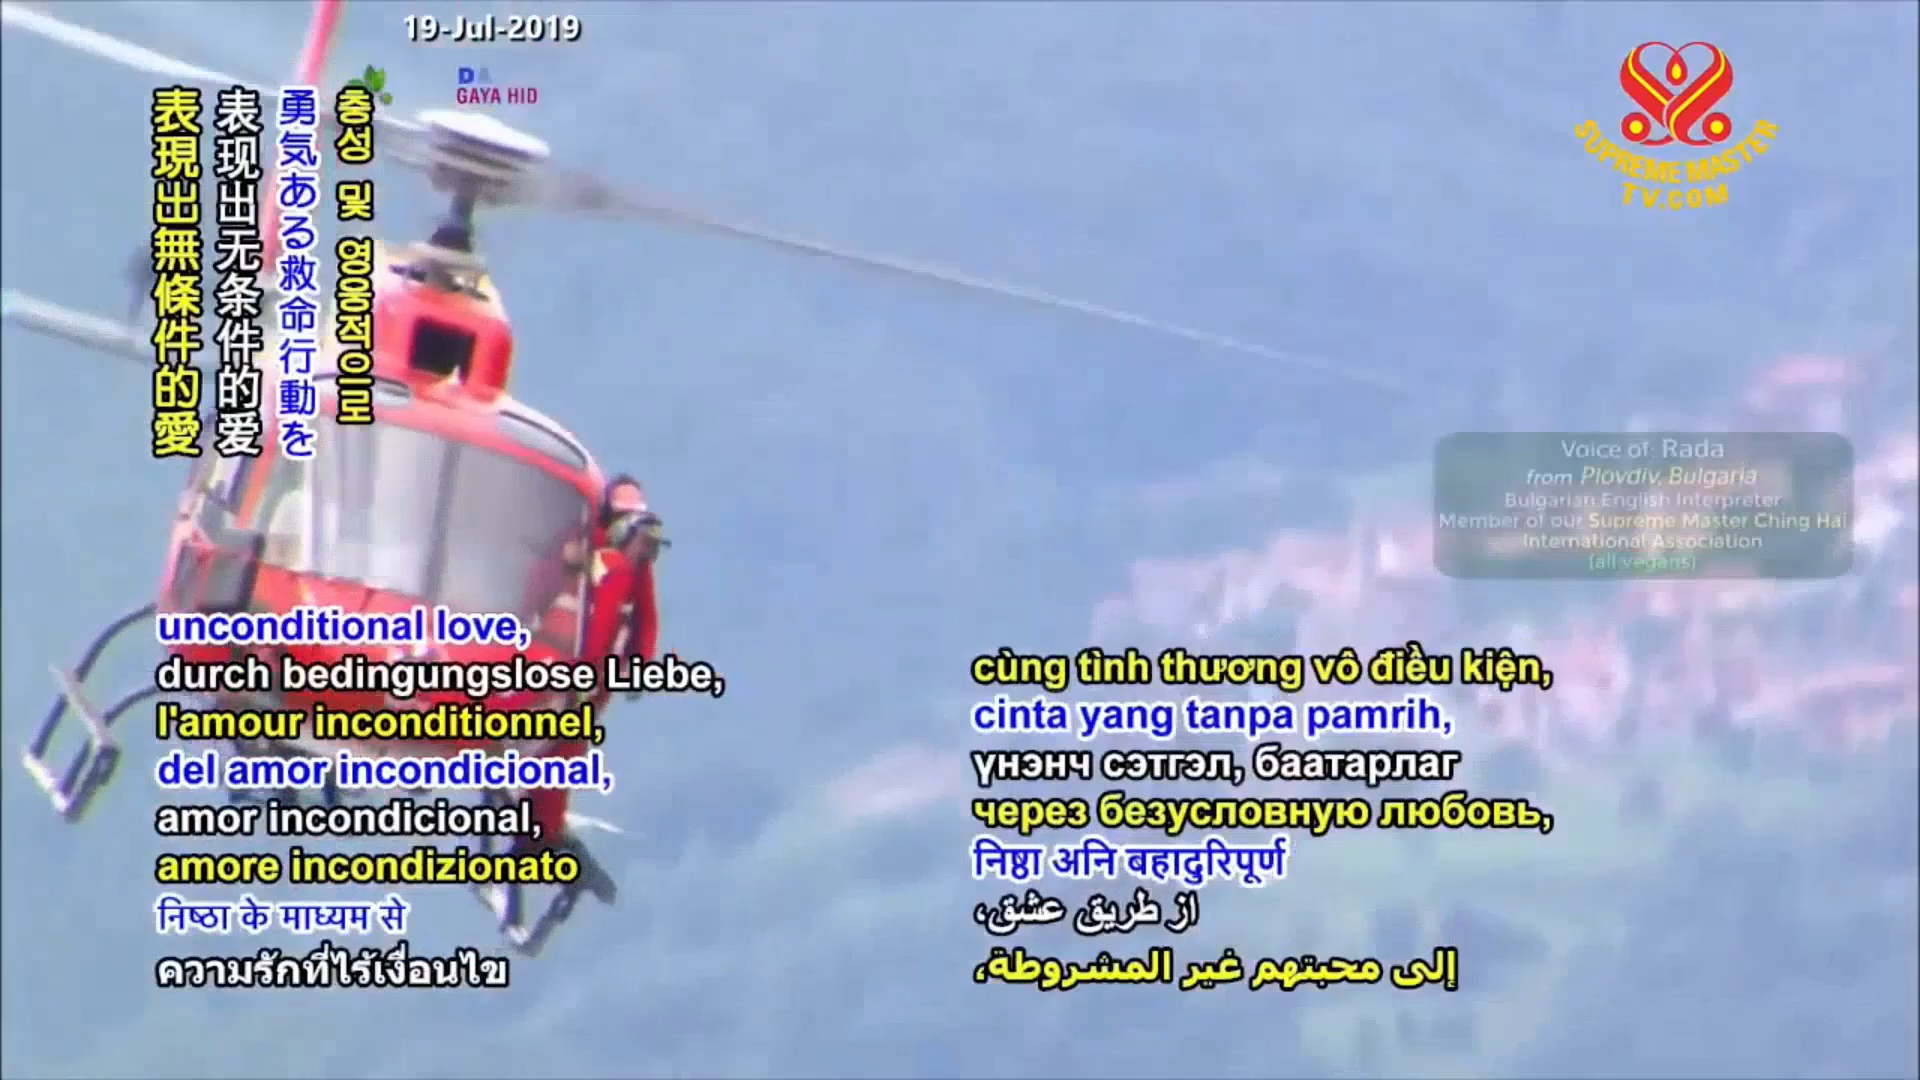 19-Jul-2019
DA
GAYA HID
SUPREME MASTER
TV.COM
表現出無條件的愛
表现出无条件的爱
勇気ある救命行動を
충성 및 영웅적으로
Voice of: Rada
from Plovdiv, Bulgaria
Bulgarian English Interpreter
Member of our Supreme Master Ching Hai
International Association
(all vegans)
unconditional love,
durch bedingungslose Liebe,
l'amour inconditionnel,
del amor incondicional,
amor incondicional,
amore incondizionato
निष्ठा के माध्यम से
ความรักที่ไร้เงื่อนไข
cùng tình thương vô điều kiện,
cinta yang tanpa pamrih,
үнэнч сэтгэл, баатарлаг
через безусловную любовь,
निष्ठा अनि बहादुरिपूर्ण
از طریق عشق،
إلى محبتهم غير المشروطة،